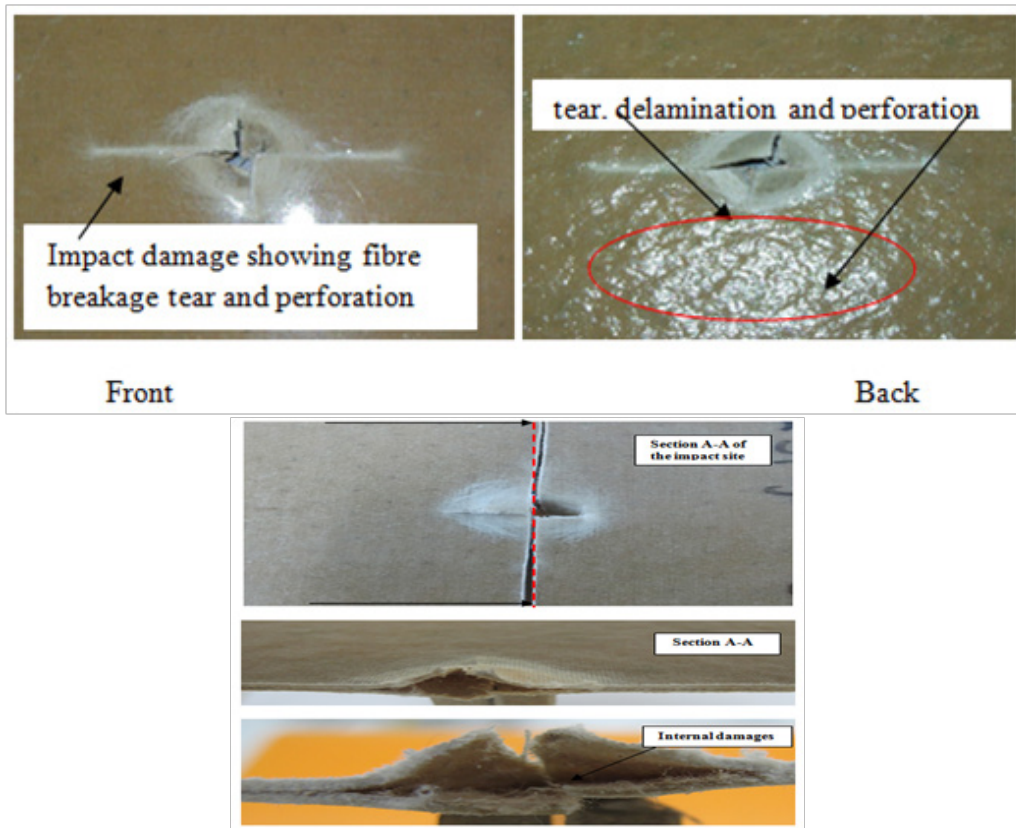 tear, delamination and perforation
Impact damage showing fibre
breakage tear and perforation
Front
Back
Section A-A of
the impact site
Section A-A
Internal damages